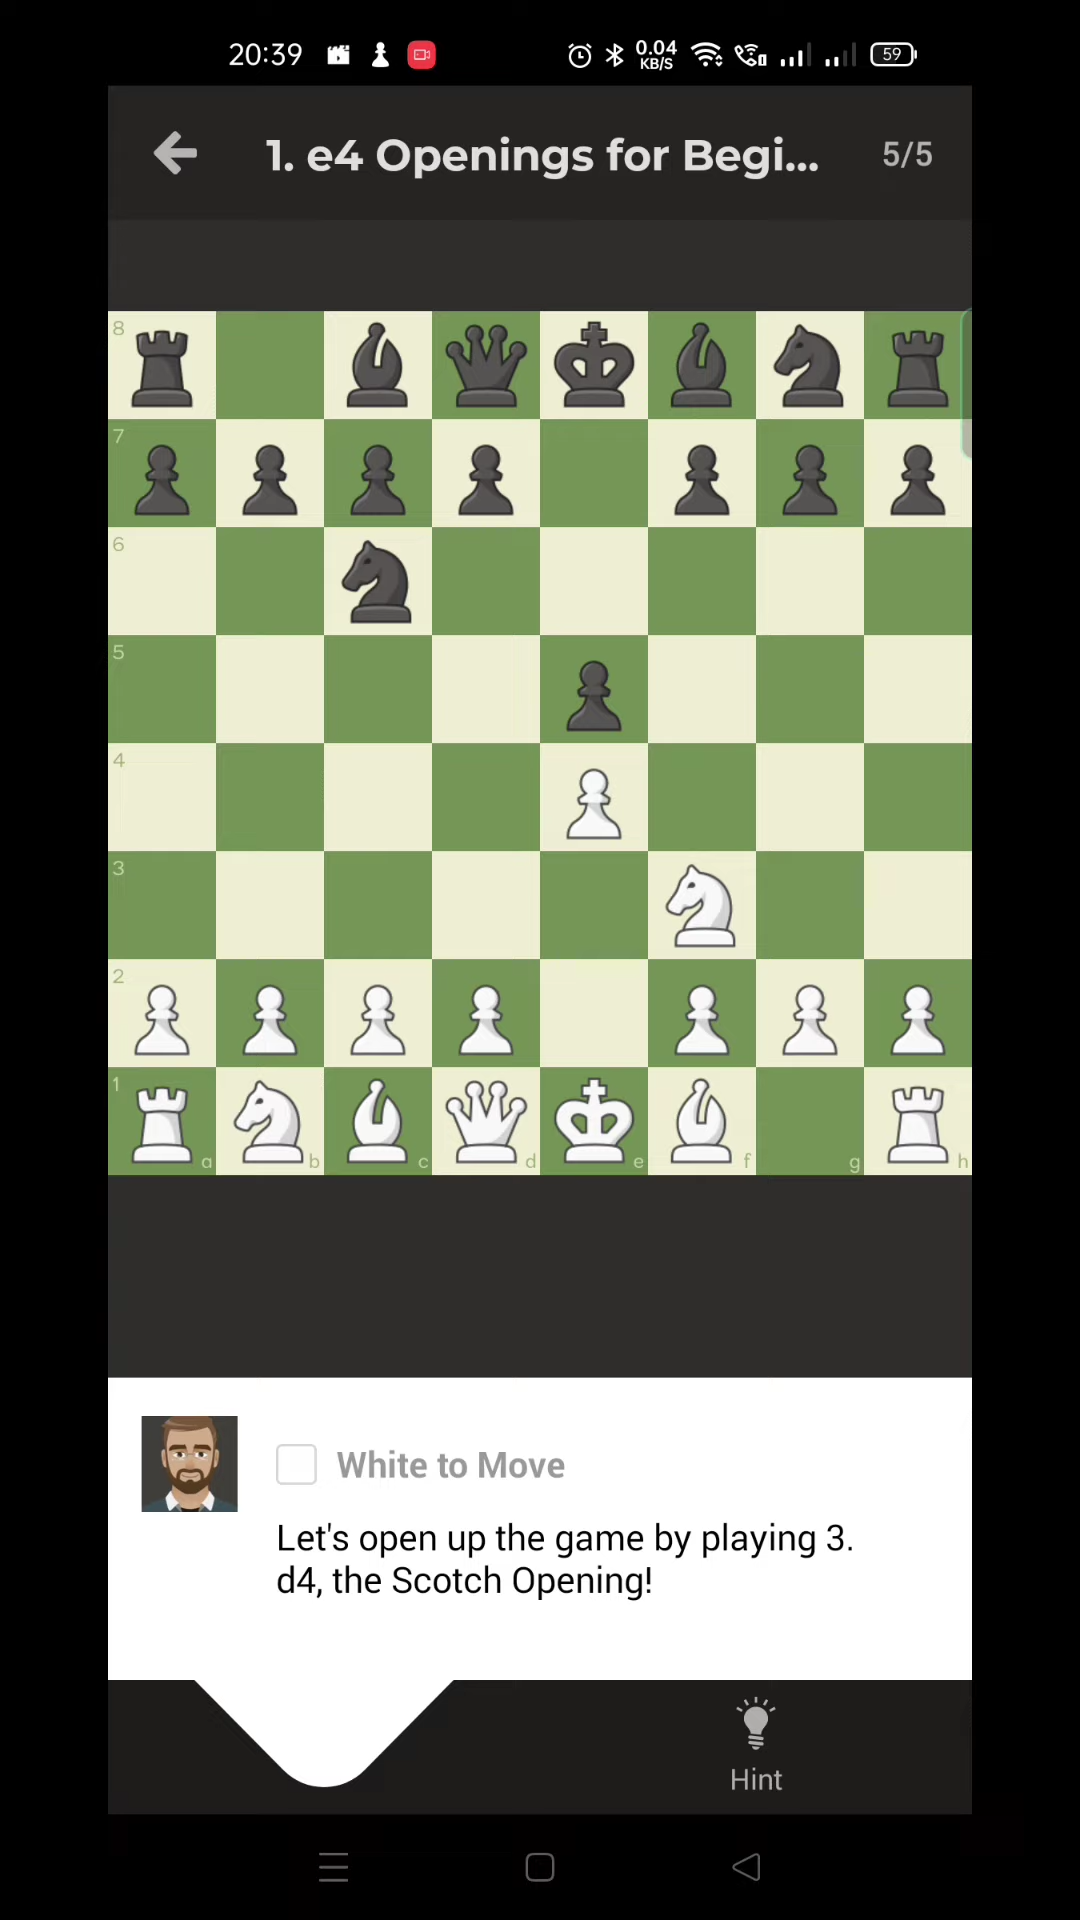 20:39
0.04
KB/S
59
1. e4 Openings for Begi...
5/5
8
7
6
5
4
3
2
1
a b c d e f g h
White to Move
Let's open up the game by playing 3.
d4, the Scotch Opening!
Hint